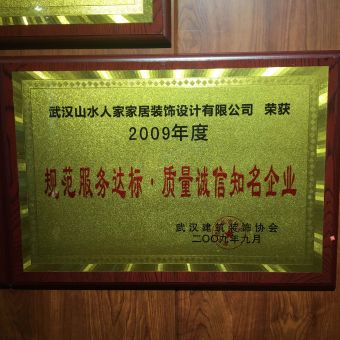 武汉山水人家家居装饰设计有限公司 荣获
2009年度
规范服务达标·质量诚信知名企业
武汉建筑装饰协会
二〇〇九年九月